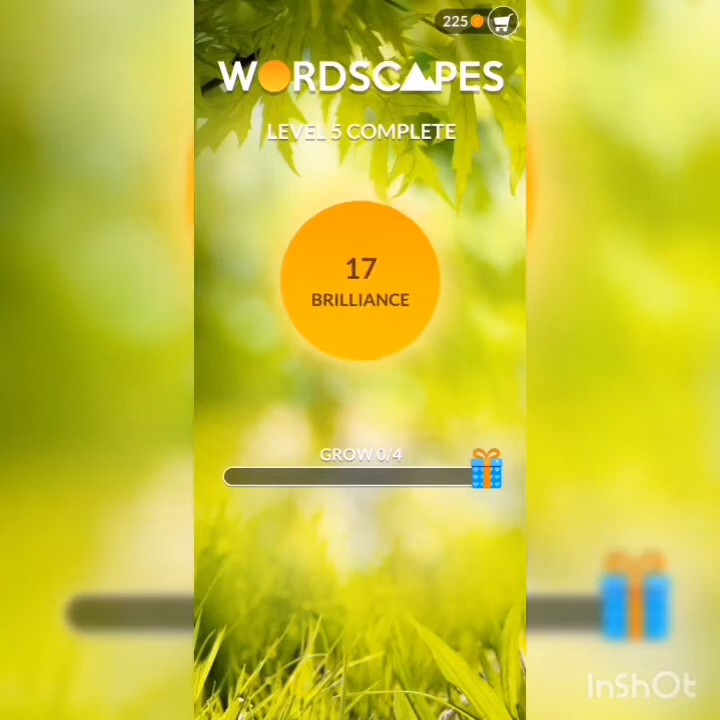 225
WORDSCAPES
LEVEL 5 COMPLETE
17
BRILLIANCE
GROW 0/4
InShOt